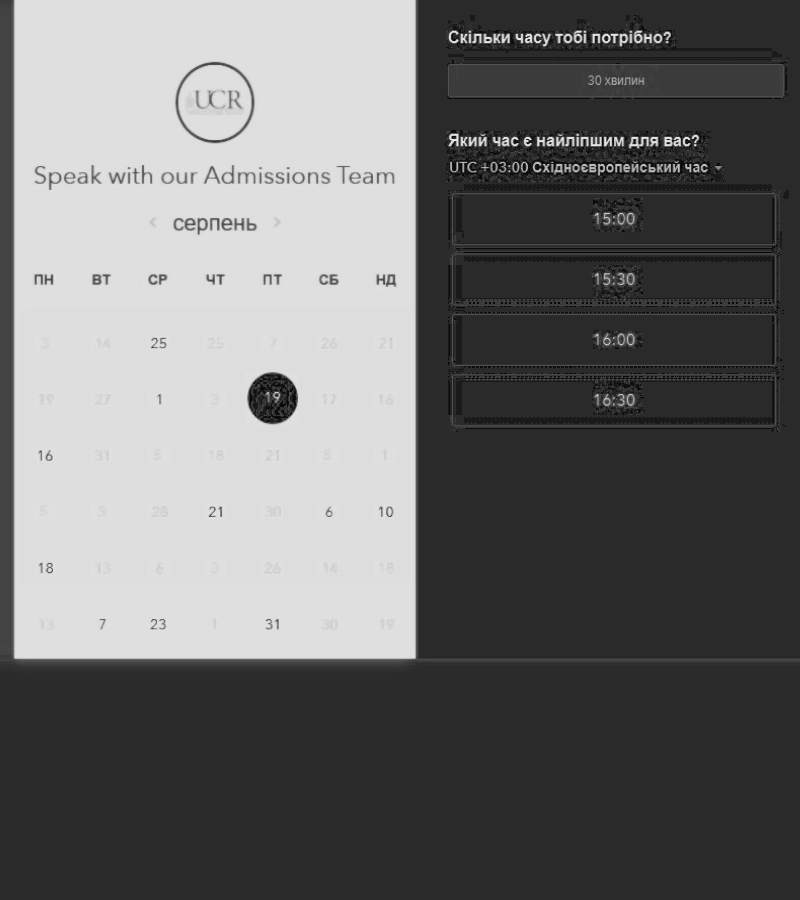 UCR
Speak with our Admissions Team
‹ серпень ›
ПН ВТ СР ЧТ ПТ СБ НД
3 14 25 25 7 26 21
19 27 1 3 19 17 16
16 31 5 18 21 5 1
5 3 28 21 30 6 10
18 13 6 3 26 14 18
13 7 23 1 31 30 19
Скільки часу тобі потрібно?
30 хвилин
Який час є найліпшим для вас?
UTC +03:00 Східноєвропейський час
15:00
15:30
16:00
16:30